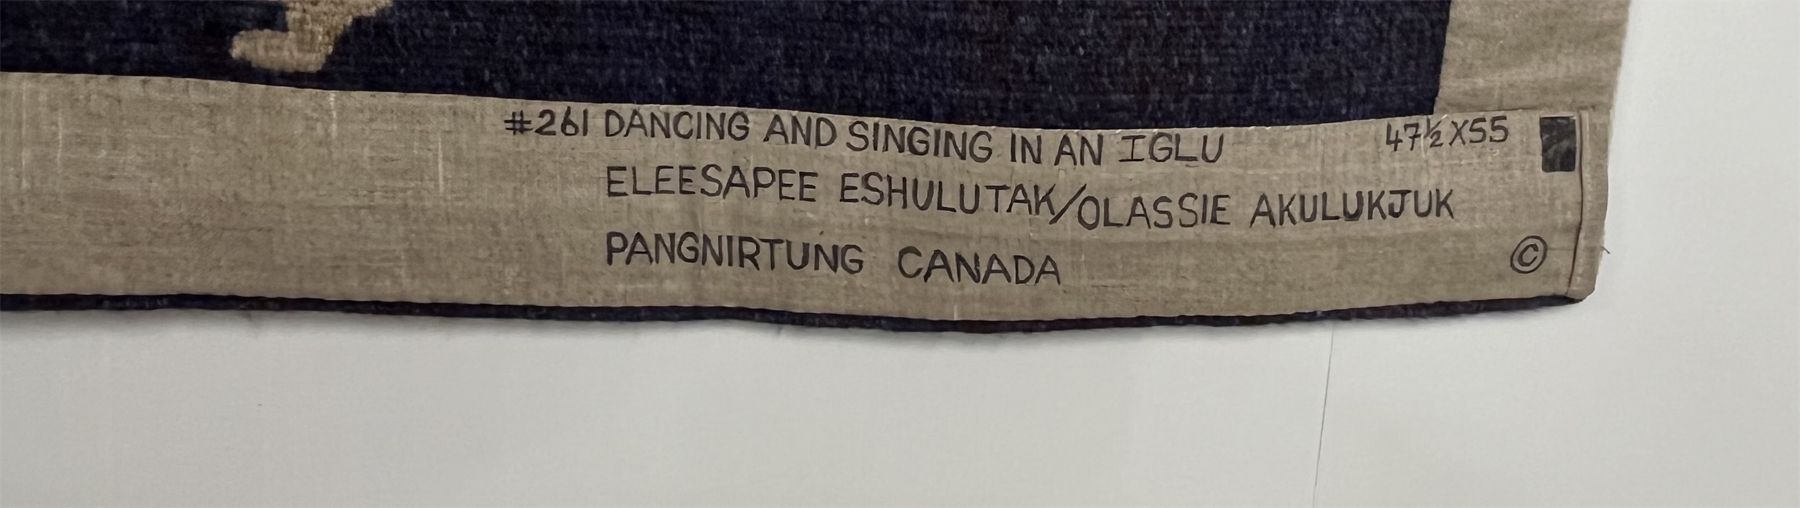 #261 DANCING AND SINGING IN AN IGLU 47½X55
ELEESAPEE ESHULUTAK/OLASSIE AKULUKJUK
PANGNIRTUNG CANADA ©